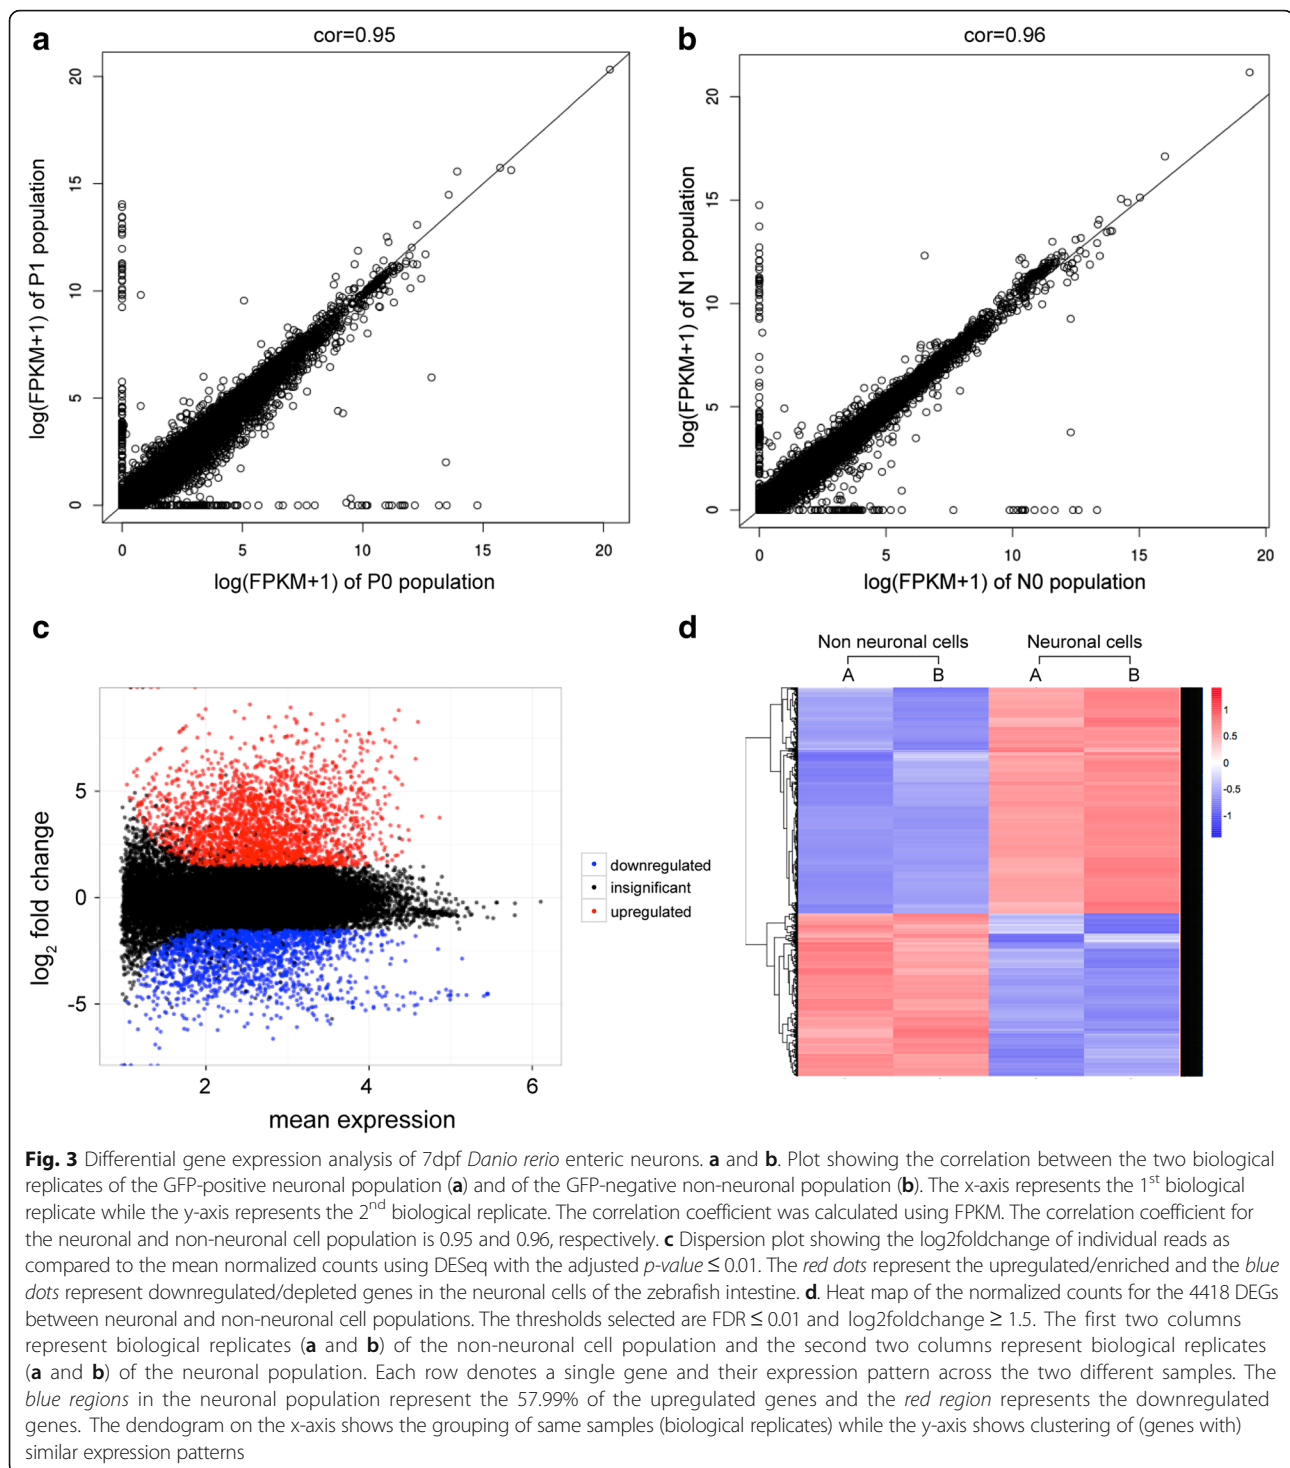 a
cor=0.95
log(FPKM+1) of P1 population
20
15
10
5
0
0 5 10 15 20
log(FPKM+1) of P0 population
b
cor=0.96
log(FPKM+1) of N1 population
20
15
10
5
0
0 5 10 15 20
log(FPKM+1) of N0 population
c
log2 fold change
5
0
-5
2 4 6
mean expression
downregulated
insignificant
upregulated
d
Non neuronal cells Neuronal cells
A B A B
1
0.5
0
-0.5
-1
Fig. 3 Differential gene expression analysis of 7dpf Danio rerio enteric neurons. a and b. Plot showing the correlation between the two biological
replicates of the GFP-positive neuronal population (a) and of the GFP-negative non-neuronal population (b). The x-axis represents the 1st biological
replicate while the y-axis represents the 2nd biological replicate. The correlation coefficient was calculated using FPKM. The correlation coefficient for
the neuronal and non-neuronal cell population is 0.95 and 0.96, respectively. c Dispersion plot showing the log2foldchange of individual reads as
compared to the mean normalized counts using DESeq with the adjusted p-value ≤ 0.01. The red dots represent the upregulated/enriched and the blue
dots represent downregulated/depleted genes in the neuronal cells of the zebrafish intestine. d. Heat map of the normalized counts for the 4418 DEGs
between neuronal and non-neuronal cell populations. The thresholds selected are FDR ≤ 0.01 and log2foldchange ≥ 1.5. The first two columns
represent biological replicates (a and b) of the non-neuronal cell population and the second two columns represent biological replicates
(a and b) of the neuronal population. Each row denotes a single gene and their expression pattern across the two different samples. The
blue regions in the neuronal population represent the 57.99% of the upregulated genes and the red region represents the downregulated
genes. The dendogram on the x-axis shows the grouping of same samples (biological replicates) while the y-axis shows clustering of (genes with)
similar expression patterns